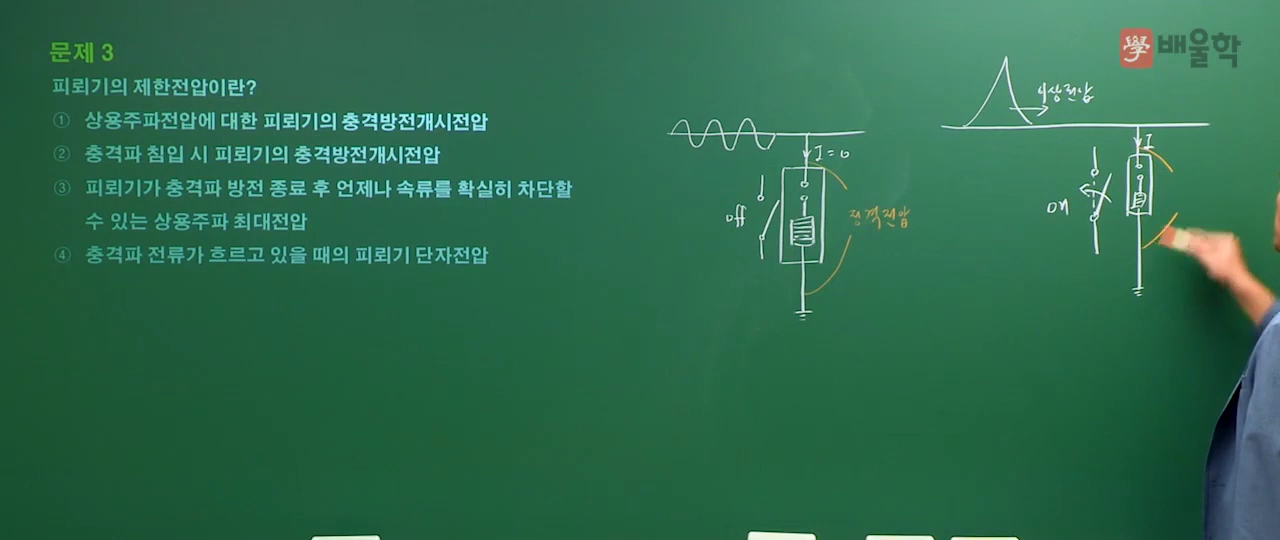 문제 3
피뢰기의 제한전압이란?
① 상용주파전압에 대한 피뢰기의 충격방전개시전압
② 충격파 침입 시 피뢰기의 충격방전개시전압
③ 피뢰기가 충격파 방전 종료 후 언제나 속류를 확실히 차단할
수 있는 상용주파 최대전압
④ 충격파 전류가 흐르고 있을 때의 피뢰기 단자전압
I=0
off
정격전압
이상전압
I
on
學 배울학